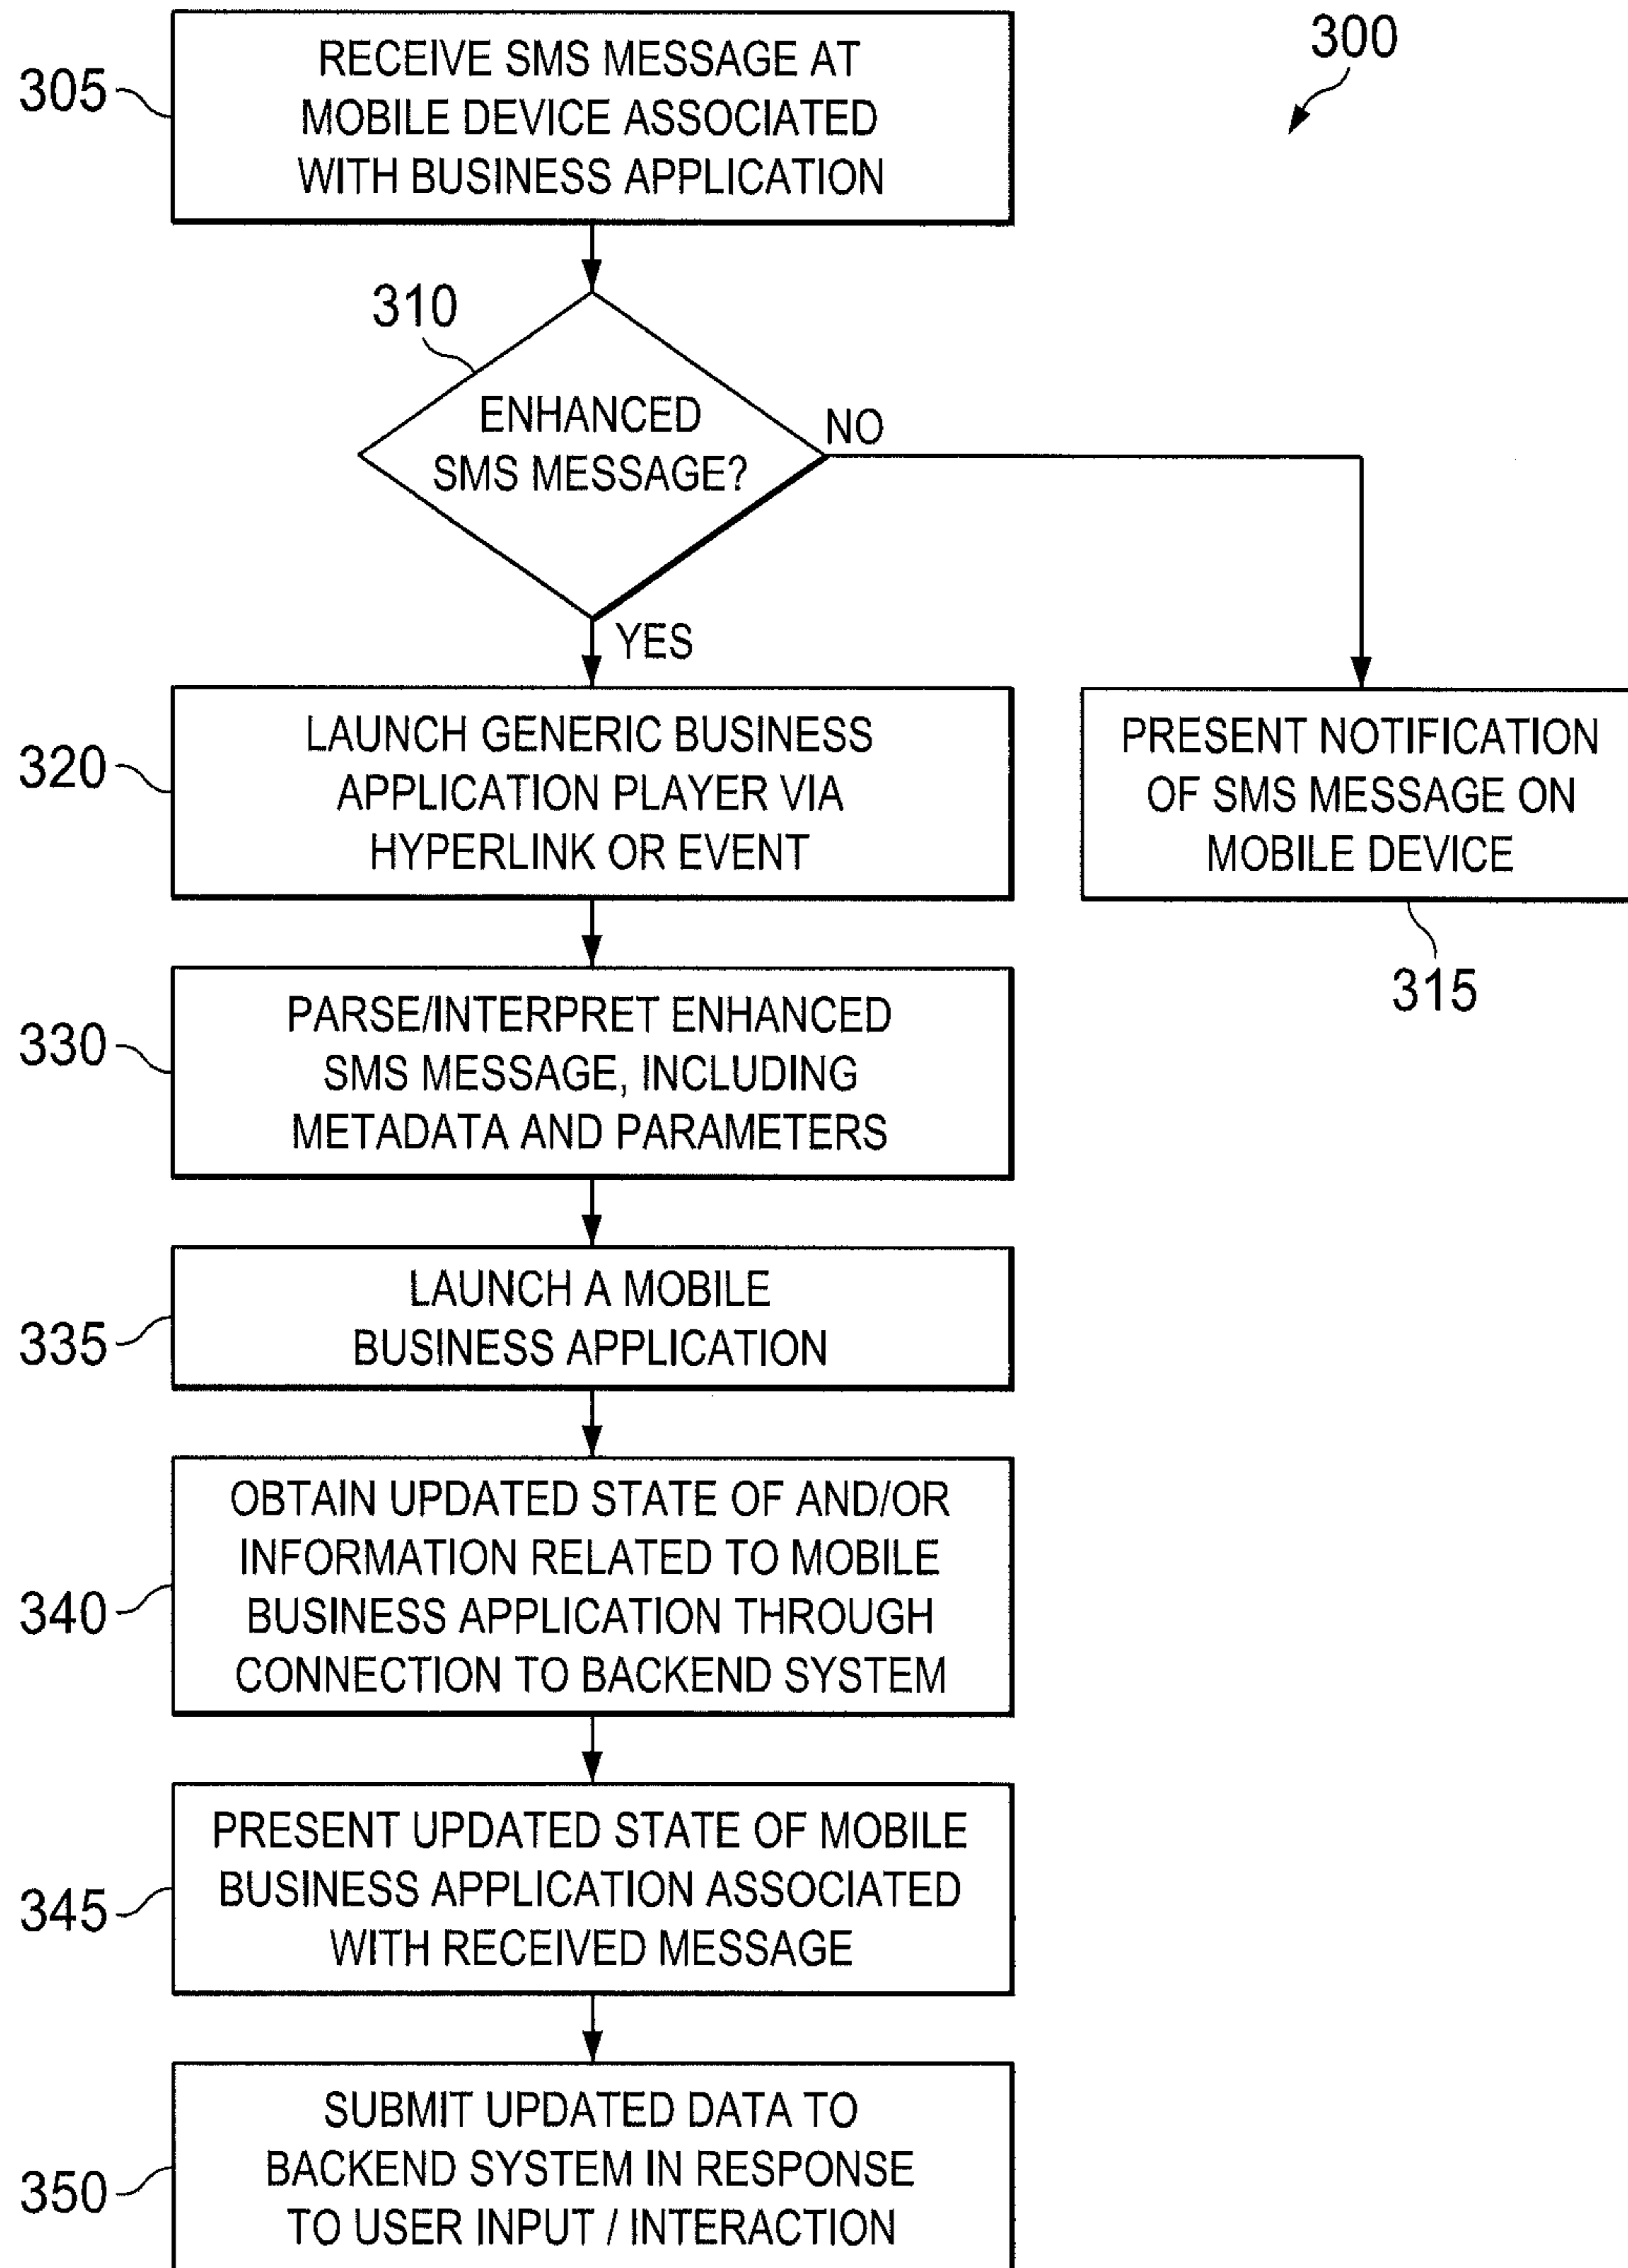 300
305
RECEIVE SMS MESSAGE AT
MOBILE DEVICE ASSOCIATED
WITH BUSINESS APPLICATION
310
ENHANCED
SMS MESSAGE?
NO
YES
320
LAUNCH GENERIC BUSINESS
APPLICATION PLAYER VIA
HYPERLINK OR EVENT
PRESENT NOTIFICATION
OF SMS MESSAGE ON
MOBILE DEVICE
315
330
PARSE/INTERPRET ENHANCED
SMS MESSAGE, INCLUDING
METADATA AND PARAMETERS
335
LAUNCH A MOBILE
BUSINESS APPLICATION
340
OBTAIN UPDATED STATE OF AND/OR
INFORMATION RELATED TO MOBILE
BUSINESS APPLICATION THROUGH
CONNECTION TO BACKEND SYSTEM
345
PRESENT UPDATED STATE OF MOBILE
BUSINESS APPLICATION ASSOCIATED
WITH RECEIVED MESSAGE
350
SUBMIT UPDATED DATA TO
BACKEND SYSTEM IN RESPONSE
TO USER INPUT / INTERACTION